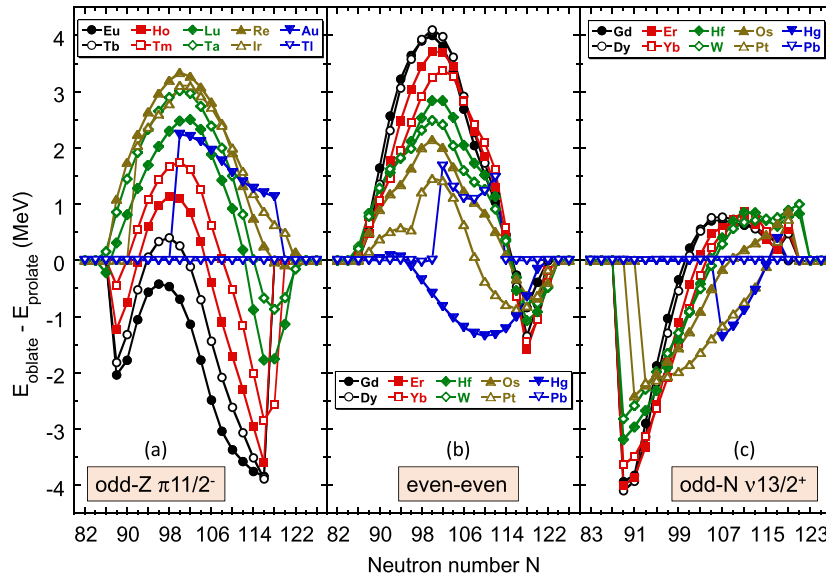 Eu Ho Lu Re Au
Tb Tm Ta Ir Tl
Gd Er Hf Os Hg
Dy Yb W Pt Pb
4
3
2
1
0
-1
-2
-3
-4
E_oblate - E_prolate (MeV)
Gd Er Hf Os Hg
Dy Yb W Pt Pb
(a) (b) (c)
odd-Z π11/2⁻ even-even odd-N ν13/2⁺
82 90 98 106 114 122 82 90 98 106 114 122 83 91 99 107 115 123
Neutron number N